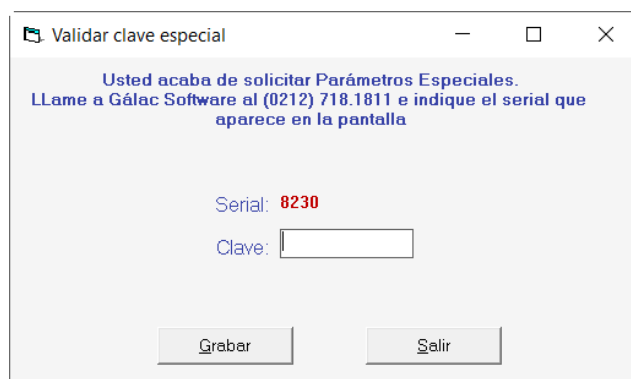 Validar clave especial
Usted acaba de solicitar Parámetros Especiales.
LLame a Gálac Software al (0212) 718.1811 e indique el serial que
aparece en la pantalla
Serial: 8230
Clave:
Grabar Salir